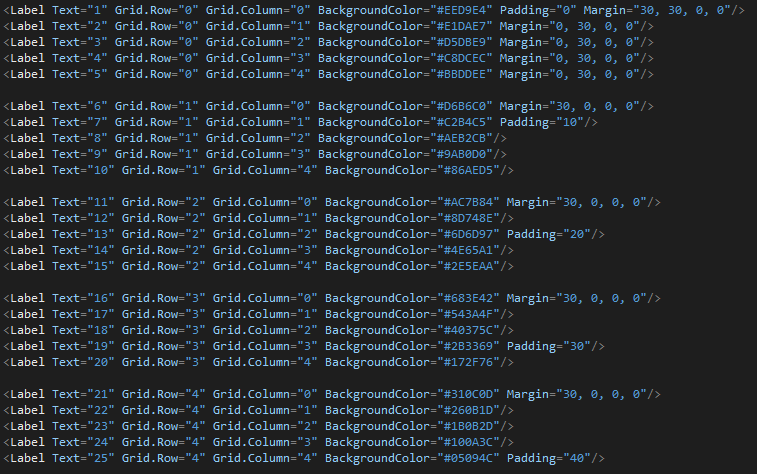 <Label Text="1" Grid.Row="0" Grid.Column="0" BackgroundColor="#EED9E4" Padding="0" Margin="30, 30, 0, 0"/>
<Label Text="2" Grid.Row="0" Grid.Column="1" BackgroundColor="#E1DAE7" Margin="0, 30, 0, 0"/>
<Label Text="3" Grid.Row="0" Grid.Column="2" BackgroundColor="#D5DBE9" Margin="0, 30, 0, 0"/>
<Label Text="4" Grid.Row="0" Grid.Column="3" BackgroundColor="#C8DCEC" Margin="0, 30, 0, 0"/>
<Label Text="5" Grid.Row="0" Grid.Column="4" BackgroundColor="#BBDDEE" Margin="0, 30, 0, 0"/>
<Label Text="6" Grid.Row="1" Grid.Column="0" BackgroundColor="#D6B6C0" Margin="30, 0, 0, 0"/>
<Label Text="7" Grid.Row="1" Grid.Column="1" BackgroundColor="#C2B4C5" Padding="10"/>
<Label Text="8" Grid.Row="1" Grid.Column="2" BackgroundColor="#AEB2CB"/>
<Label Text="9" Grid.Row="1" Grid.Column="3" BackgroundColor="#9AB0D0"/>
<Label Text="10" Grid.Row="1" Grid.Column="4" BackgroundColor="#86AED5"/>
<Label Text="11" Grid.Row="2" Grid.Column="0" BackgroundColor="#AC7B84" Margin="30, 0, 0, 0"/>
<Label Text="12" Grid.Row="2" Grid.Column="1" BackgroundColor="#8D748E"/>
<Label Text="13" Grid.Row="2" Grid.Column="2" BackgroundColor="#6D6D97" Padding="20"/>
<Label Text="14" Grid.Row="2" Grid.Column="3" BackgroundColor="#4E65A1"/>
<Label Text="15" Grid.Row="2" Grid.Column="4" BackgroundColor="#2E5EAA"/>
<Label Text="16" Grid.Row="3" Grid.Column="0" BackgroundColor="#683E42" Margin="30, 0, 0, 0"/>
<Label Text="17" Grid.Row="3" Grid.Column="1" BackgroundColor="#543A4F"/>
<Label Text="18" Grid.Row="3" Grid.Column="2" BackgroundColor="#40375C"/>
<Label Text="19" Grid.Row="3" Grid.Column="3" BackgroundColor="#2B3369" Padding="30"/>
<Label Text="20" Grid.Row="3" Grid.Column="4" BackgroundColor="#172F76"/>
<Label Text="21" Grid.Row="4" Grid.Column="0" BackgroundColor="#310C0D" Margin="30, 0, 0, 0"/>
<Label Text="22" Grid.Row="4" Grid.Column="1" BackgroundColor="#260B1D"/>
<Label Text="23" Grid.Row="4" Grid.Column="2" BackgroundColor="#1B0B2D"/>
<Label Text="24" Grid.Row="4" Grid.Column="3" BackgroundColor="#100A3C"/>
<Label Text="25" Grid.Row="4" Grid.Column="4" BackgroundColor="#05094C" Padding="40"/>